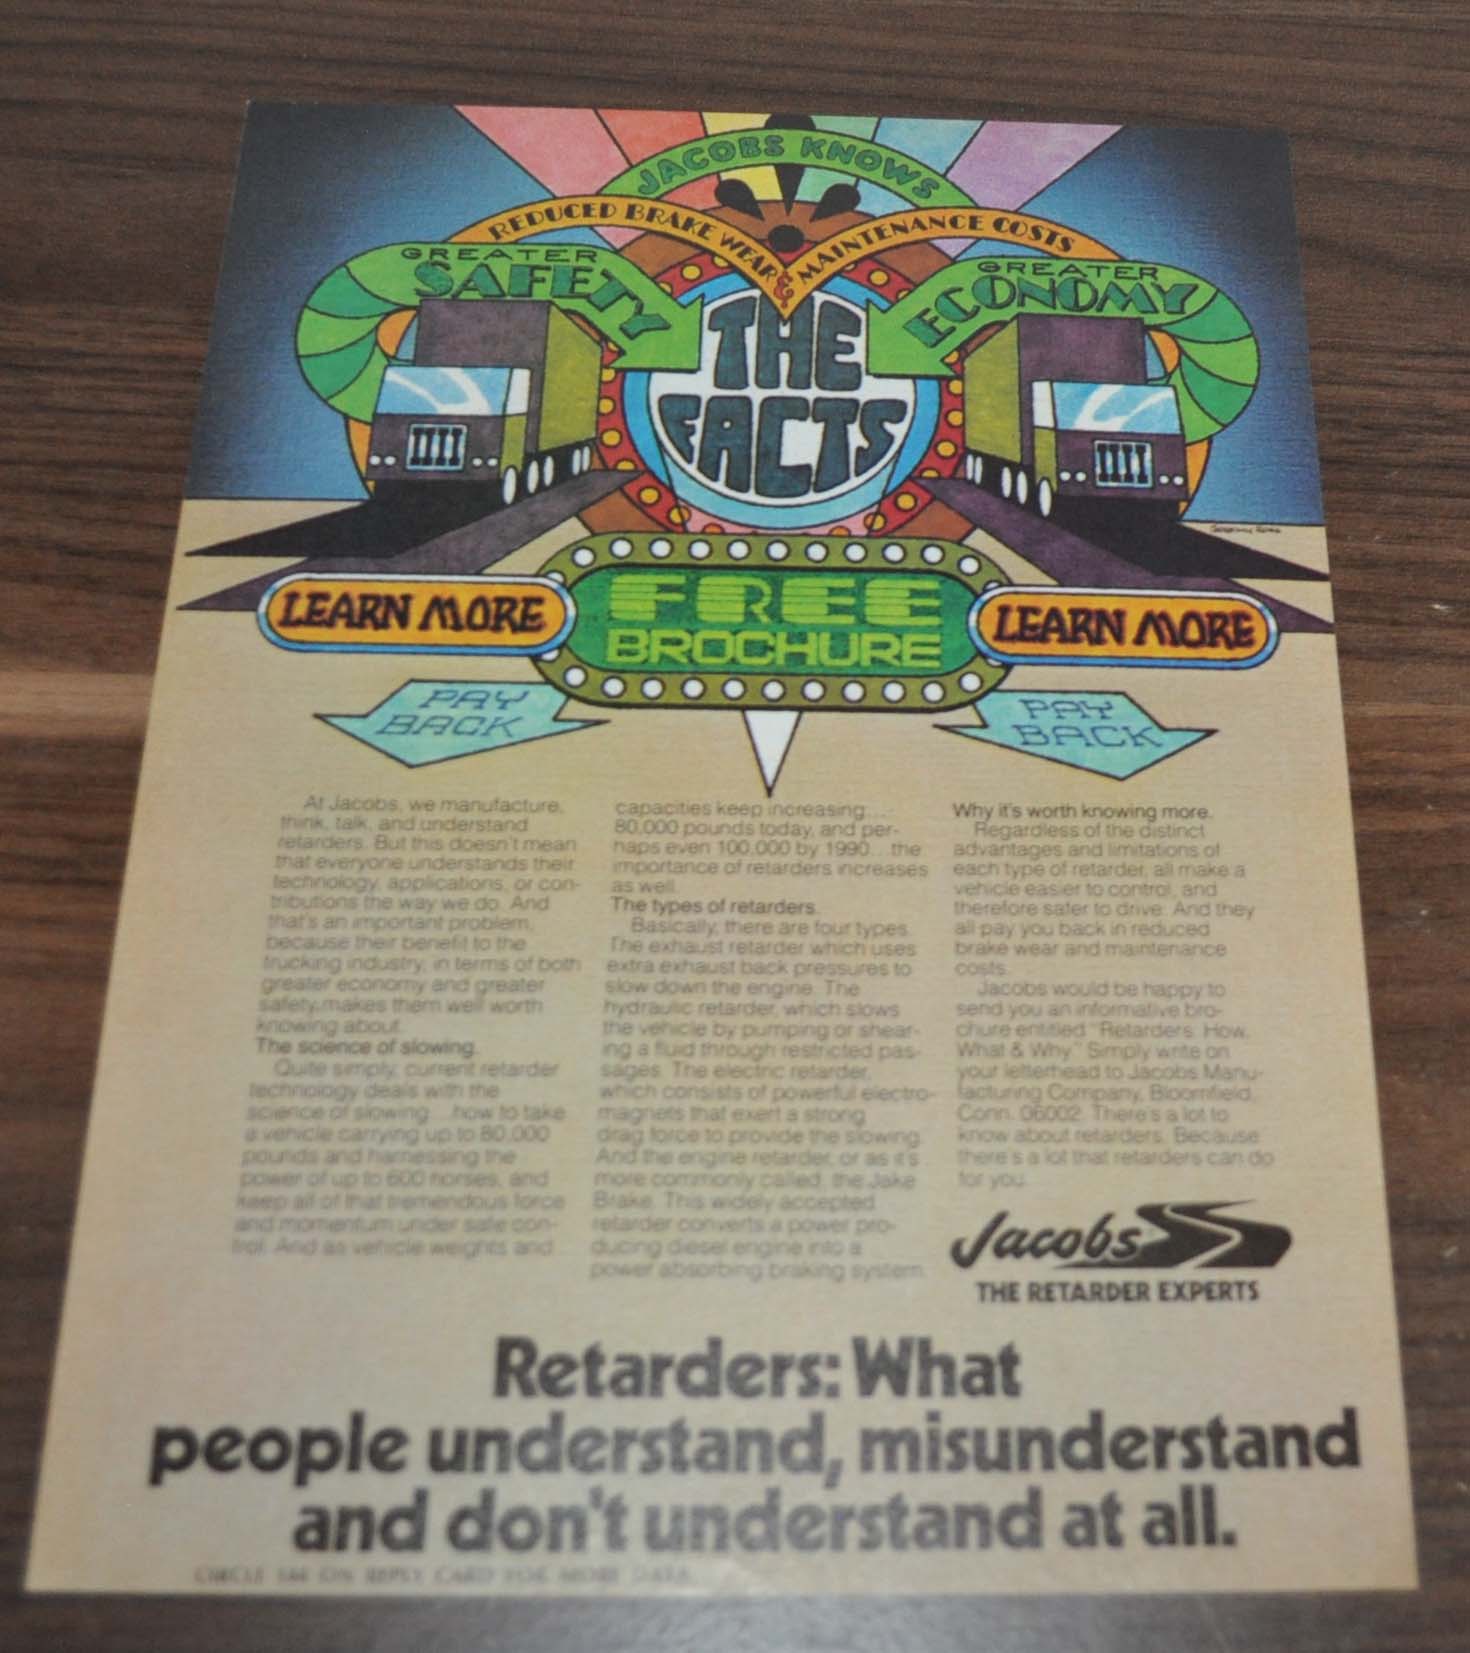 JACOBS KNOWS
REDUCED BRAKE WEAR & MAINTENANCE COSTS
GREATER
SAFETY
GREATER
ECONOMY
THE
FACTS
LEARN MORE
FREE
BROCHURE
LEARN MORE
PAY
BACK
PAY
BACK
At Jacobs, we manufacture,
think, talk, and understand
retarders. But this doesn't mean
that everyone understands their
technology, applications, or con-
tributions the way we do. And
that's an important problem,
because their benefit to the
trucking industry, in terms of both
greater economy and greater
safety, makes them well worth
knowing about.
The science of slowing.
Quite simply, current retarder
technology deals with the
science of slowing...how to take
a vehicle carrying up to 80,000
pounds and harnessing the
power of up to 600 horses, and
keep all of that tremendous force
and momentum under safe con-
trol. And as vehicle weights and
capacities keep increasing...
80,000 pounds today, and per-
haps even 100,000 by 1990...the
importance of retarders increases
as well.
The types of retarders.
Basically, there are four types.
The exhaust retarder which uses
extra exhaust back pressures to
slow down the engine. The
hydraulic retarder, which slows
the vehicle by pumping or shear-
ing a fluid through restricted pas-
sages. The electric retarder,
which consists of powerful electro-
magnets that exert a strong
drag force to provide the slowing.
And the engine retarder, or as it's
more commonly called, the Jake
Brake. This widely accepted
retarder converts a power pro-
ducing diesel engine into a
power absorbing braking system.
Why it's worth knowing more.
Regardless of the distinct
advantages and limitations of
each type of retarder, all make a
vehicle easier to control, and
therefore safer to drive. And they
all pay you back in reduced
brake wear and maintenance
costs.
Jacobs would be happy to
send you an informative bro-
chure entitled "Retarders: How,
What & Why." Simply write on
your letterhead to Jacobs Manu-
facturing Company, Bloomfield,
Conn. 06002. There's a lot to
know about retarders. Because
there's a lot that retarders can do
for you.
Jacobs
THE RETARDER EXPERTS
Retarders: What
people understand, misunderstand
and don't understand at all.
CIRCLE 144 ON REPLY CARD FOR MORE DATA